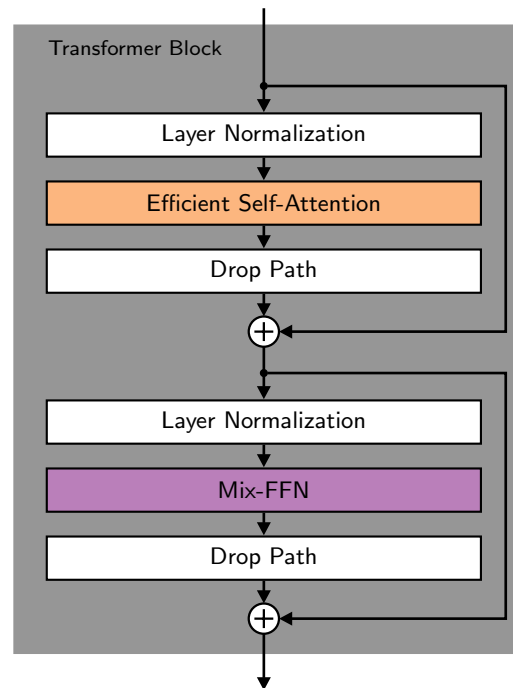 Transformer Block
Layer Normalization
Efficient Self-Attention
Drop Path
+
Layer Normalization
Mix-FFN
Drop Path
+